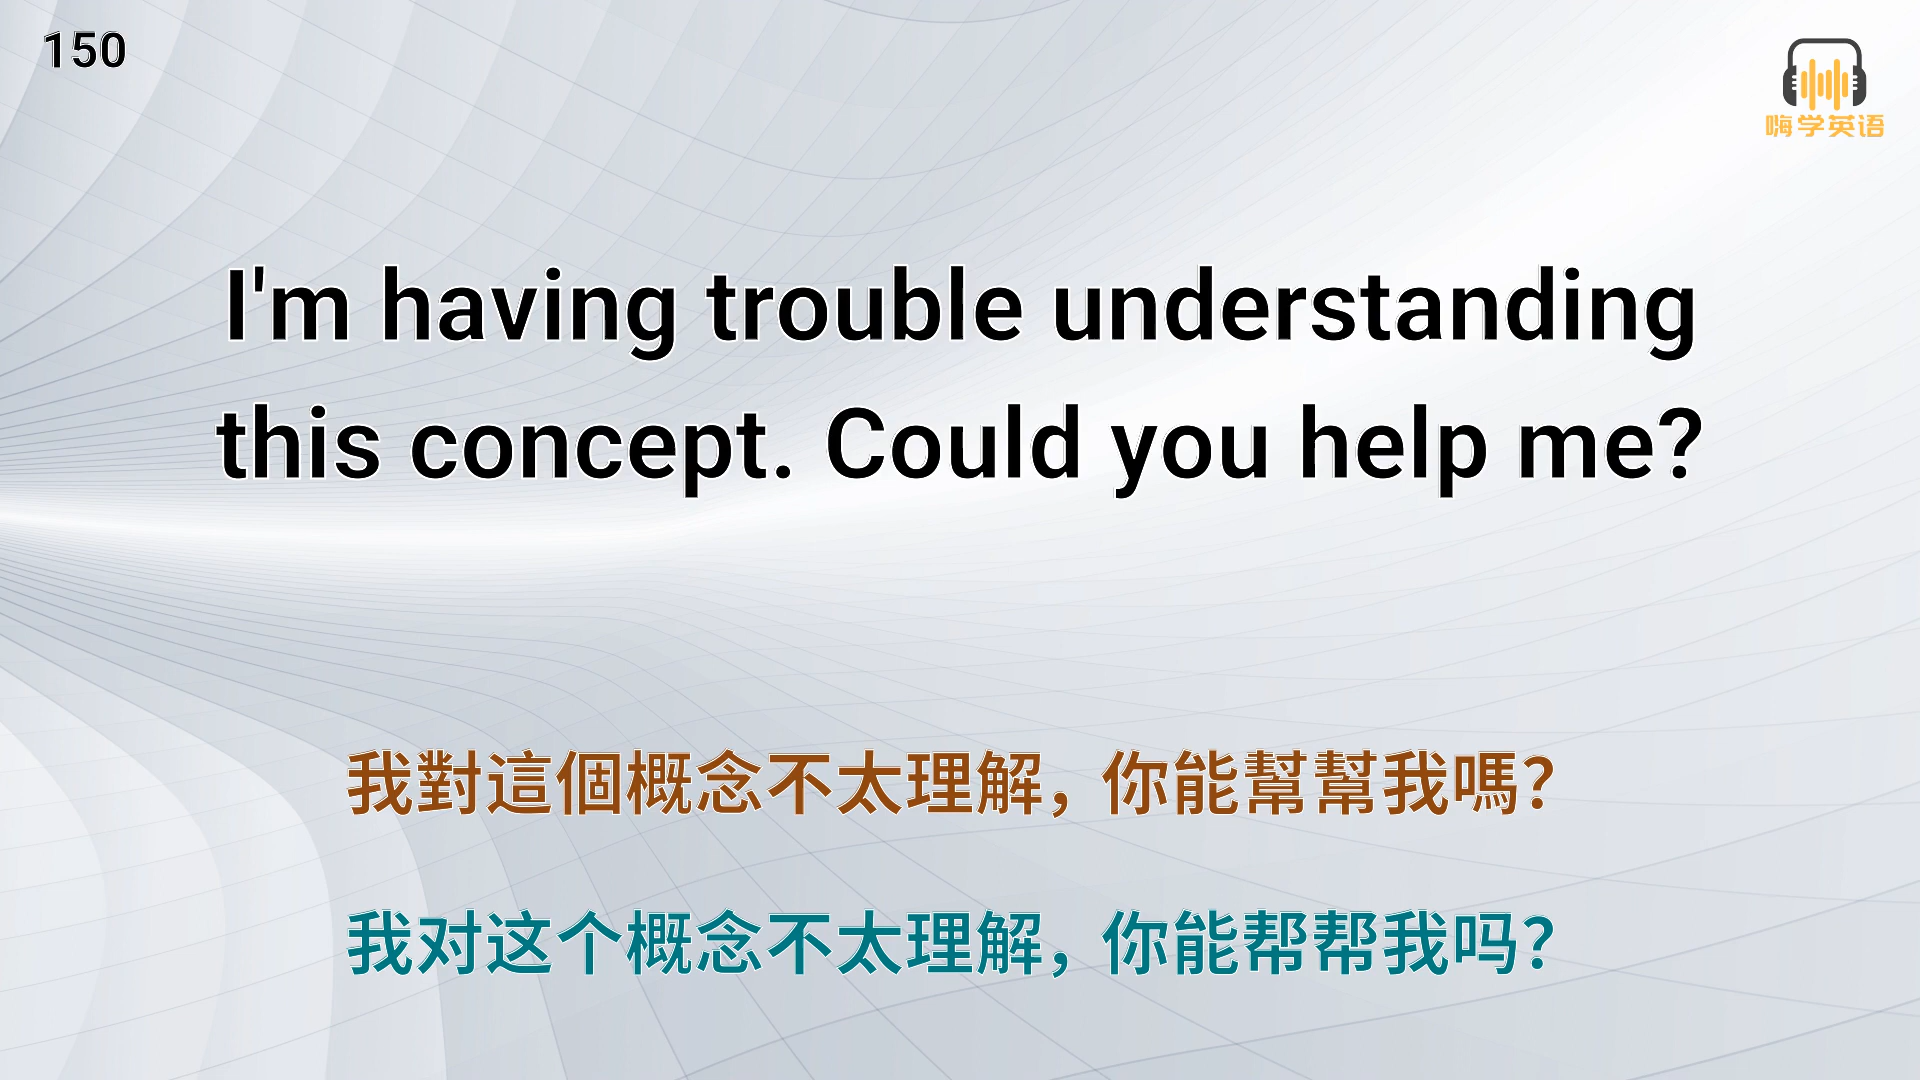 150
嗨学英语
I'm having trouble understanding
this concept. Could you help me?
我對這個概念不太理解，你能幫幫我嗎？
我对这个概念不太理解，你能帮帮我吗？